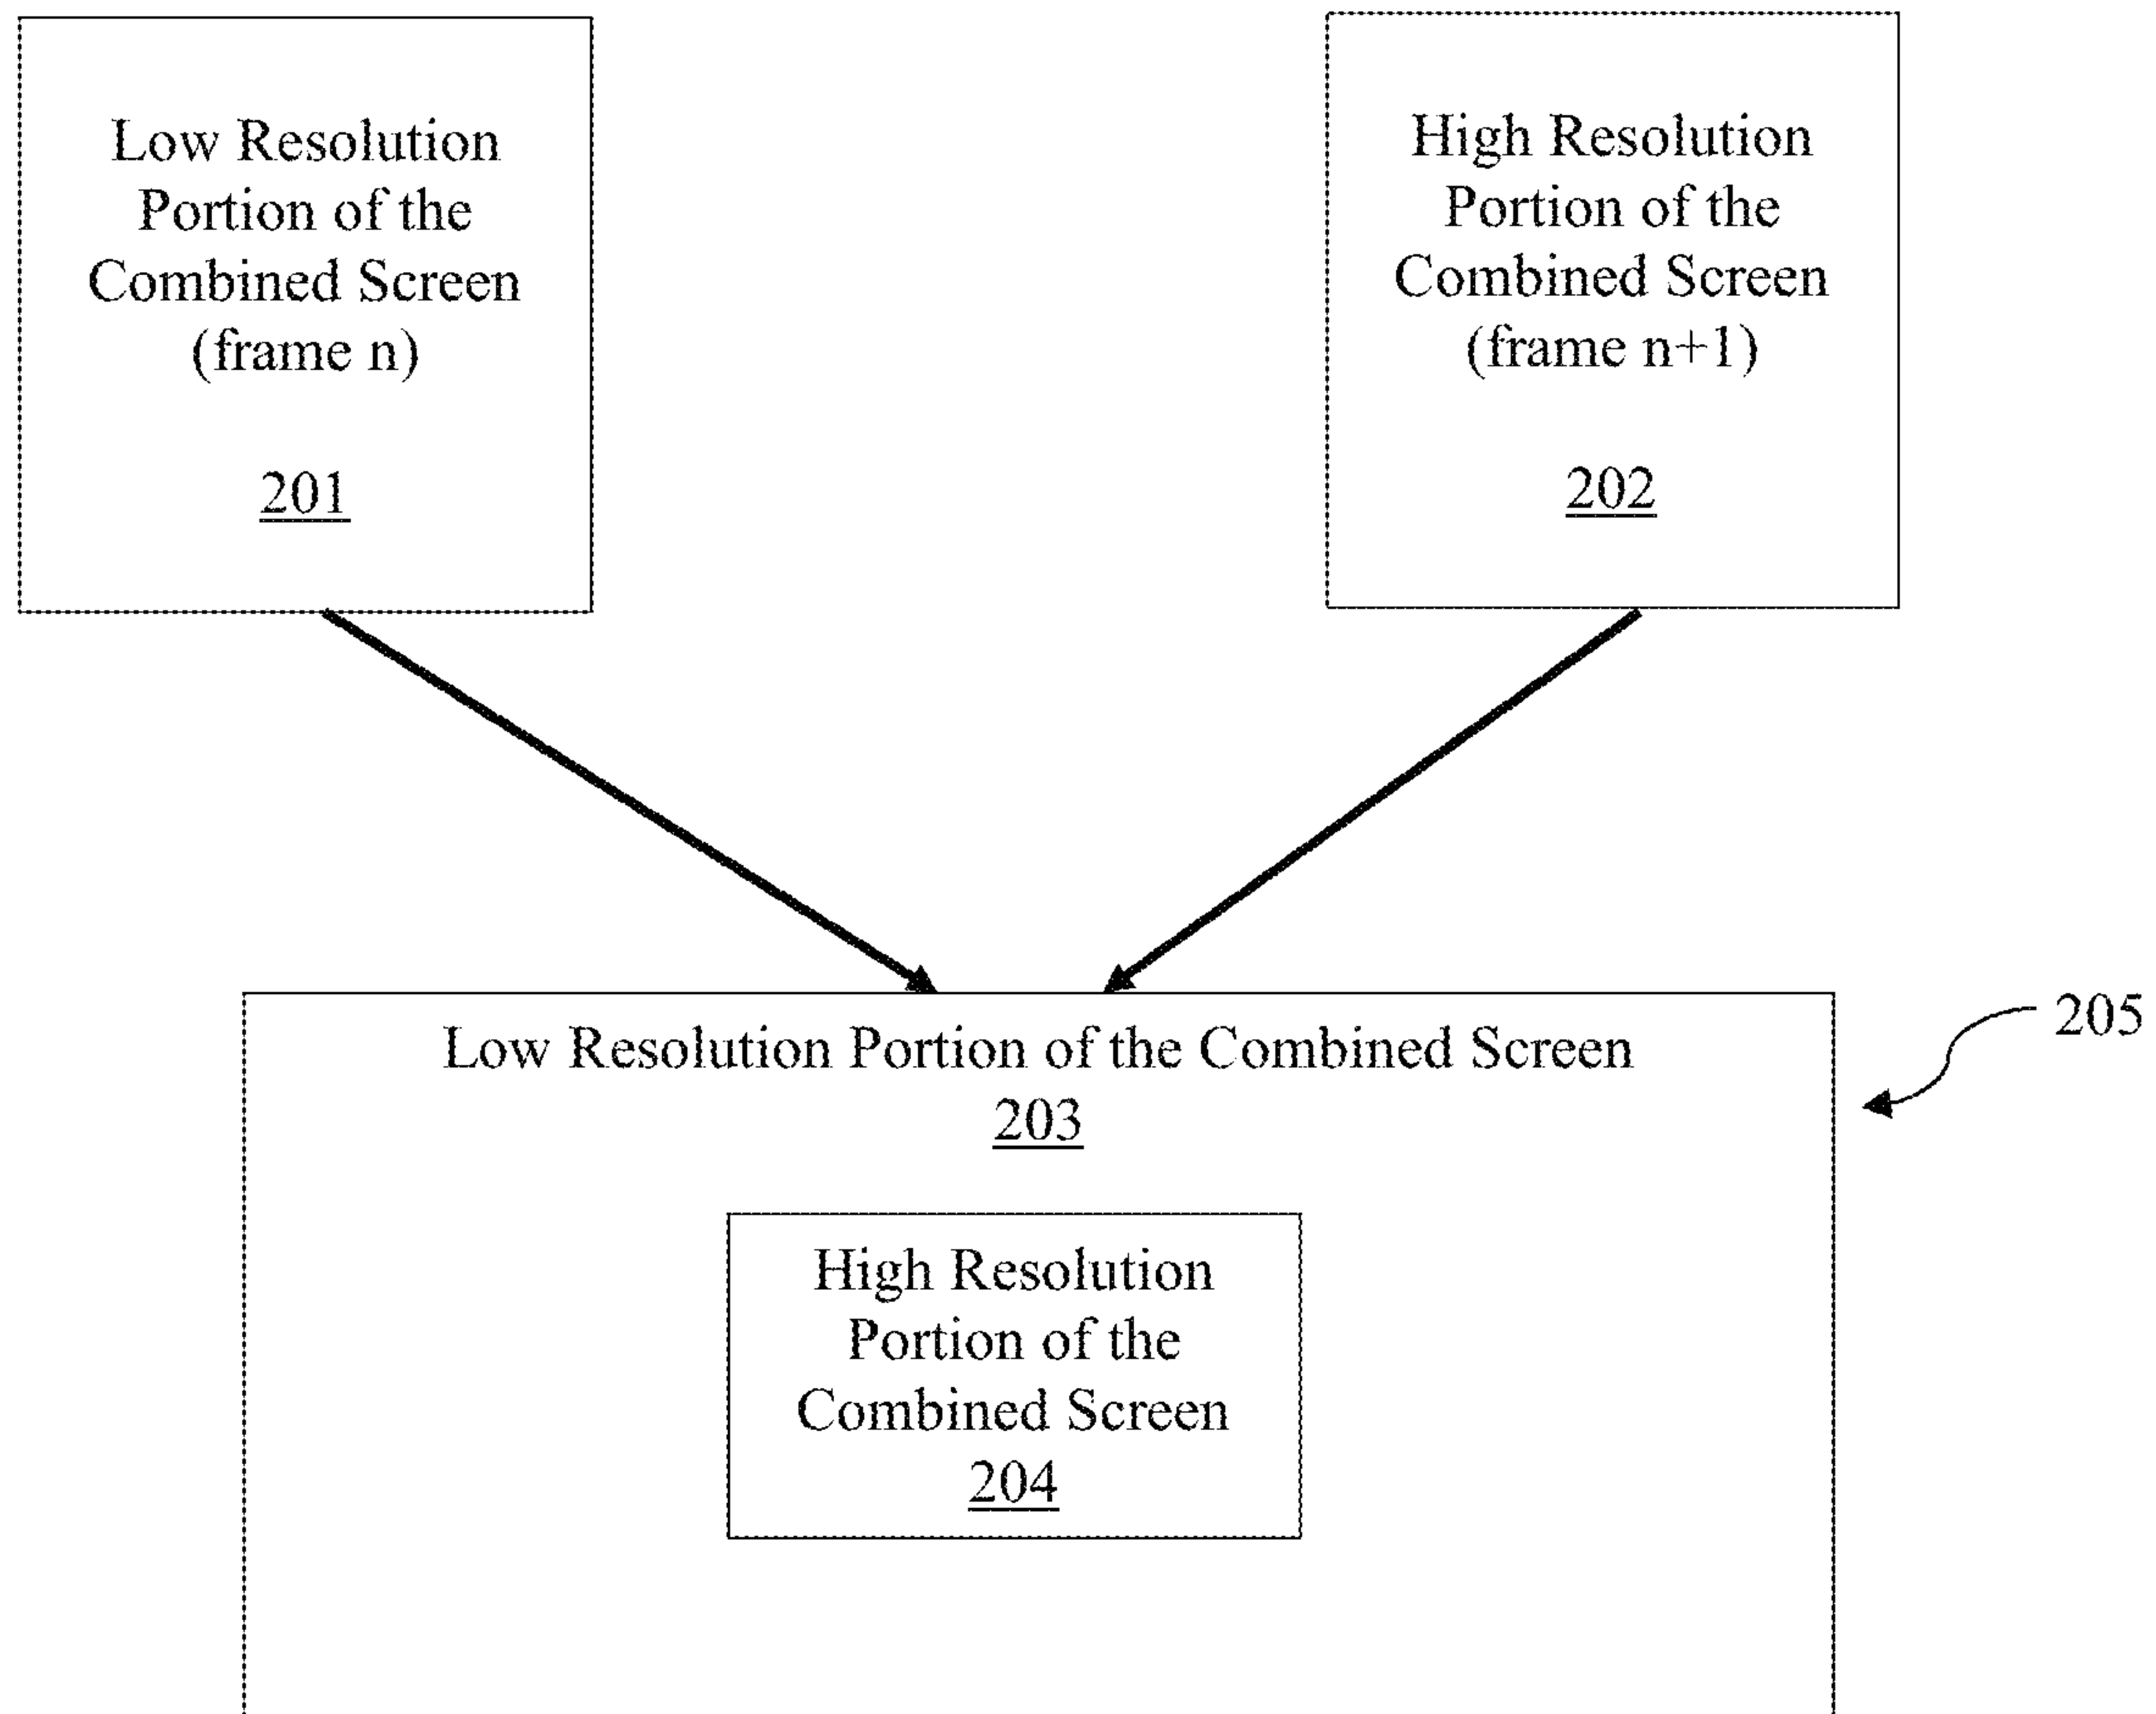 Low Resolution
Portion of the
Combined Screen
(frame n)
201
High Resolution
Portion of the
Combined Screen
(frame n+1)
202
205
Low Resolution Portion of the Combined Screen
203
High Resolution
Portion of the
Combined Screen
204